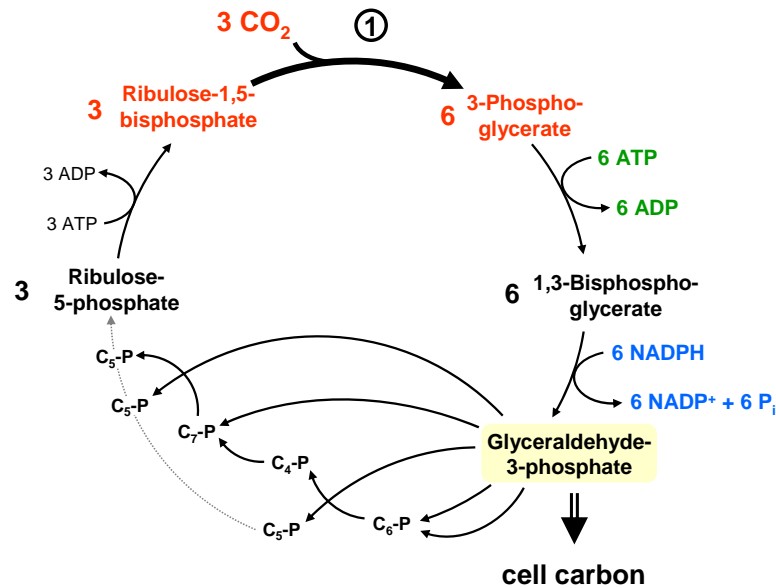 3 CO₂
①
3 Ribulose-1,5-
bisphosphate
6 3-Phospho-
glycerate
3 ADP
3 ATP
6 ATP
6 ADP
3 Ribulose-
5-phosphate
6 1,3-Bisphospho-
glycerate
6 NADPH
6 NADP⁺ + 6 Pᵢ
C₅-P
C₅-P
C₇-P
C₄-P
C₅-P
C₆-P
Glyceraldehyde-
3-phosphate
cell carbon